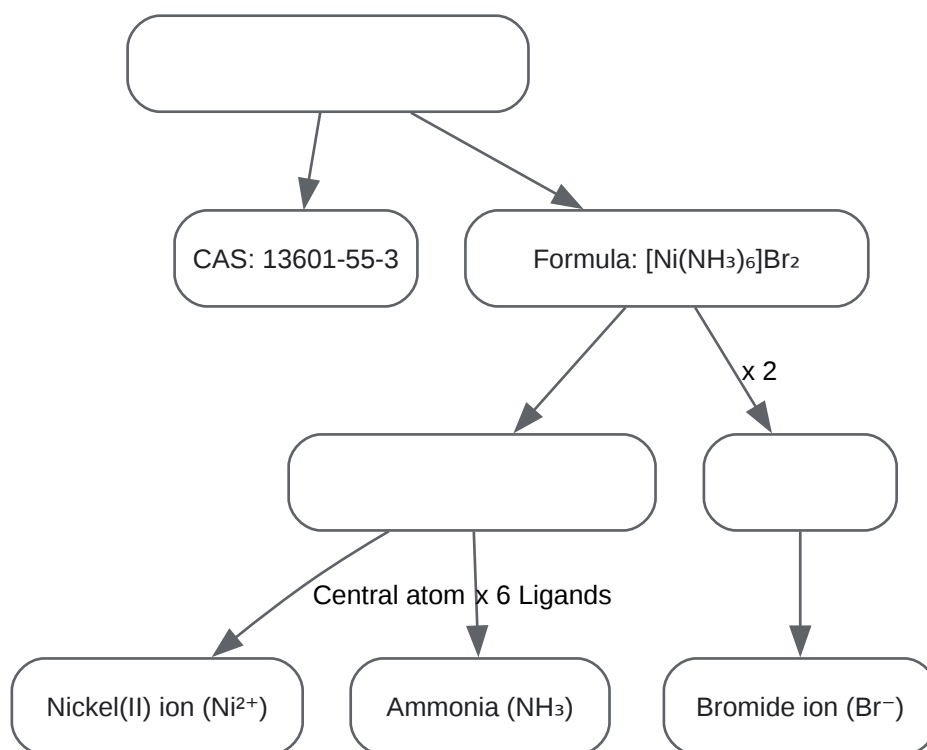 CAS: 13601-55-3
Formula: [Ni(NH₃)₆]Br₂
x 2
Central atom
x 6 Ligands
Nickel(II) ion (Ni²⁺)
Ammonia (NH₃)
Bromide ion (Br⁻)